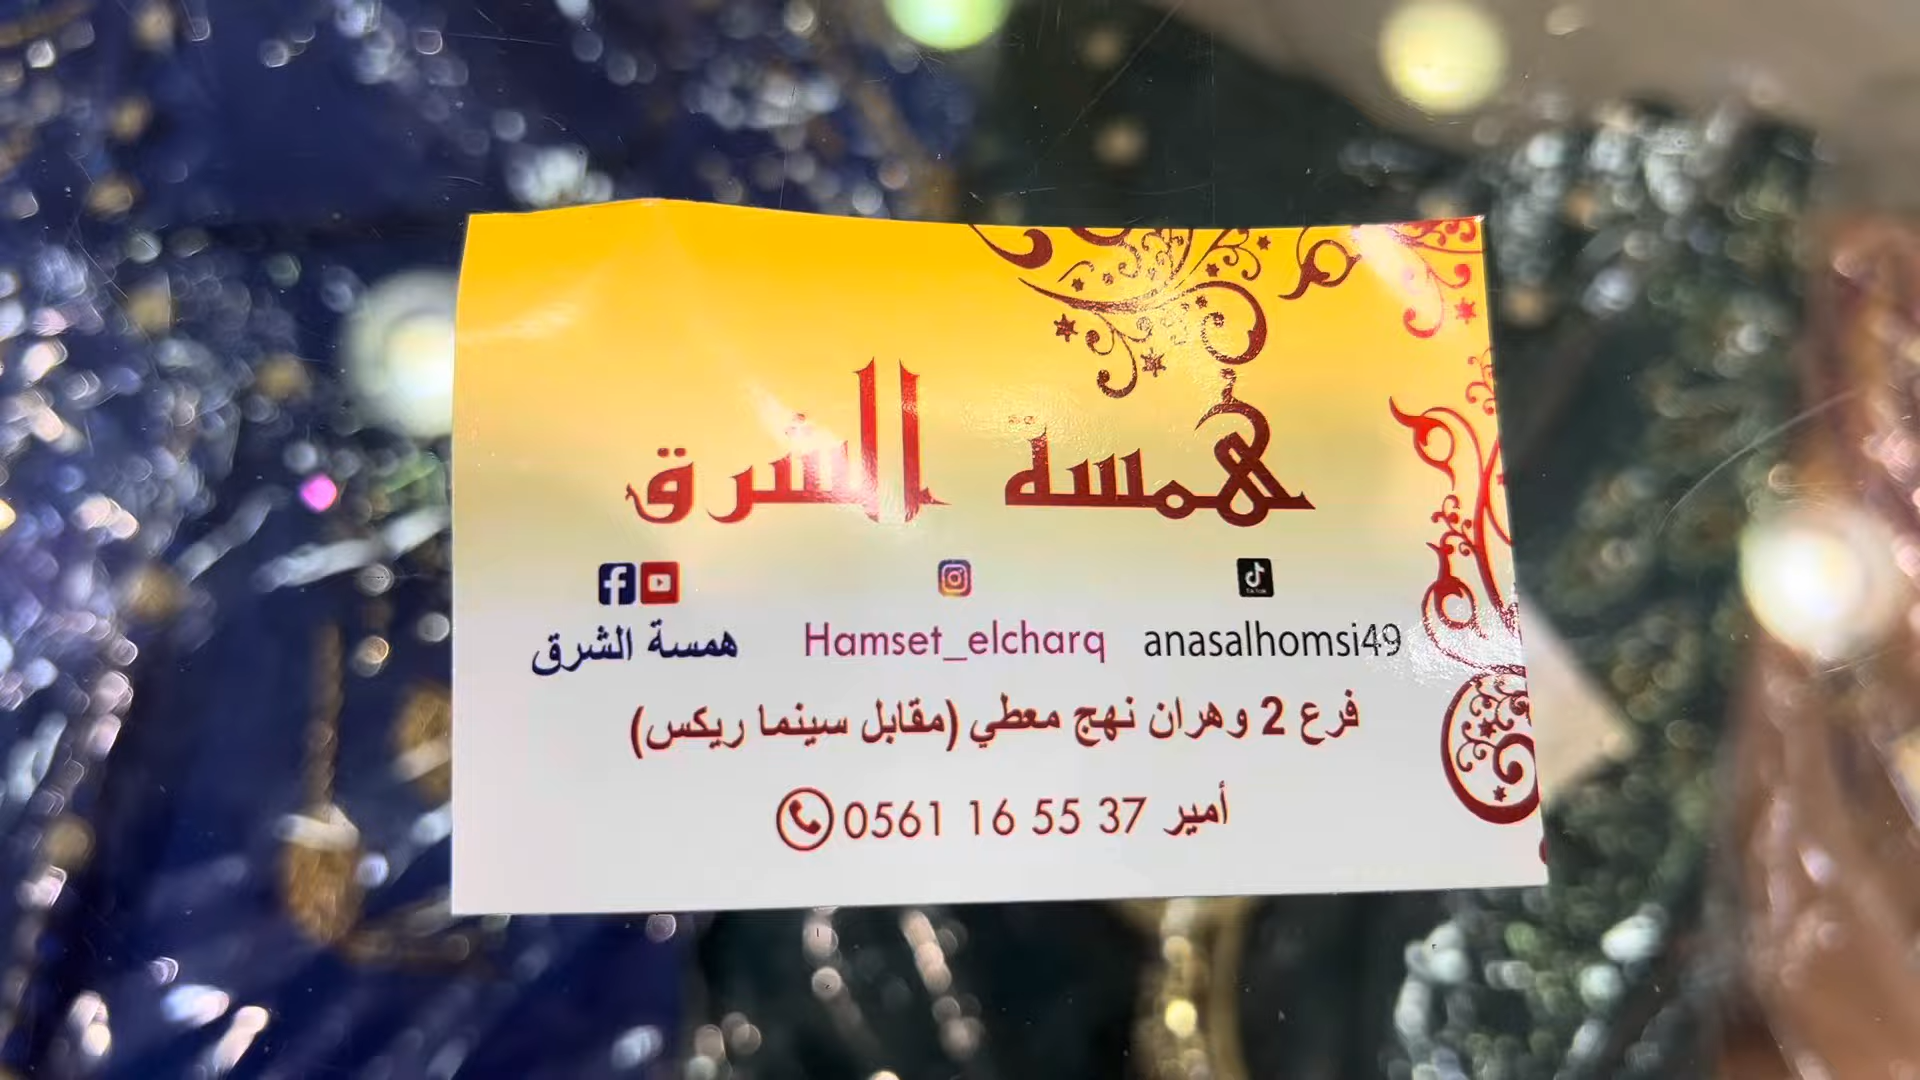 همسة الشرق
همسة الشرق Hamset_elcharq anasalhomsi49
فرع 2 وهران نهج معطي (مقابل سينما ريكس)
أمير 37 55 16 0561